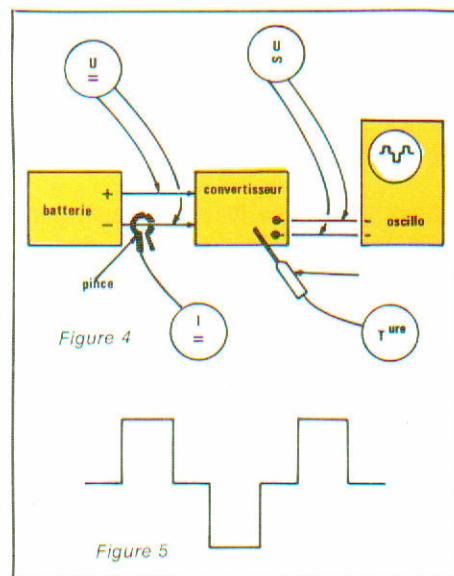 U
=
U
S
+
batterie
−
convertisseur
oscillo
pince
I
=
T ure
Figure 4
Figure 5